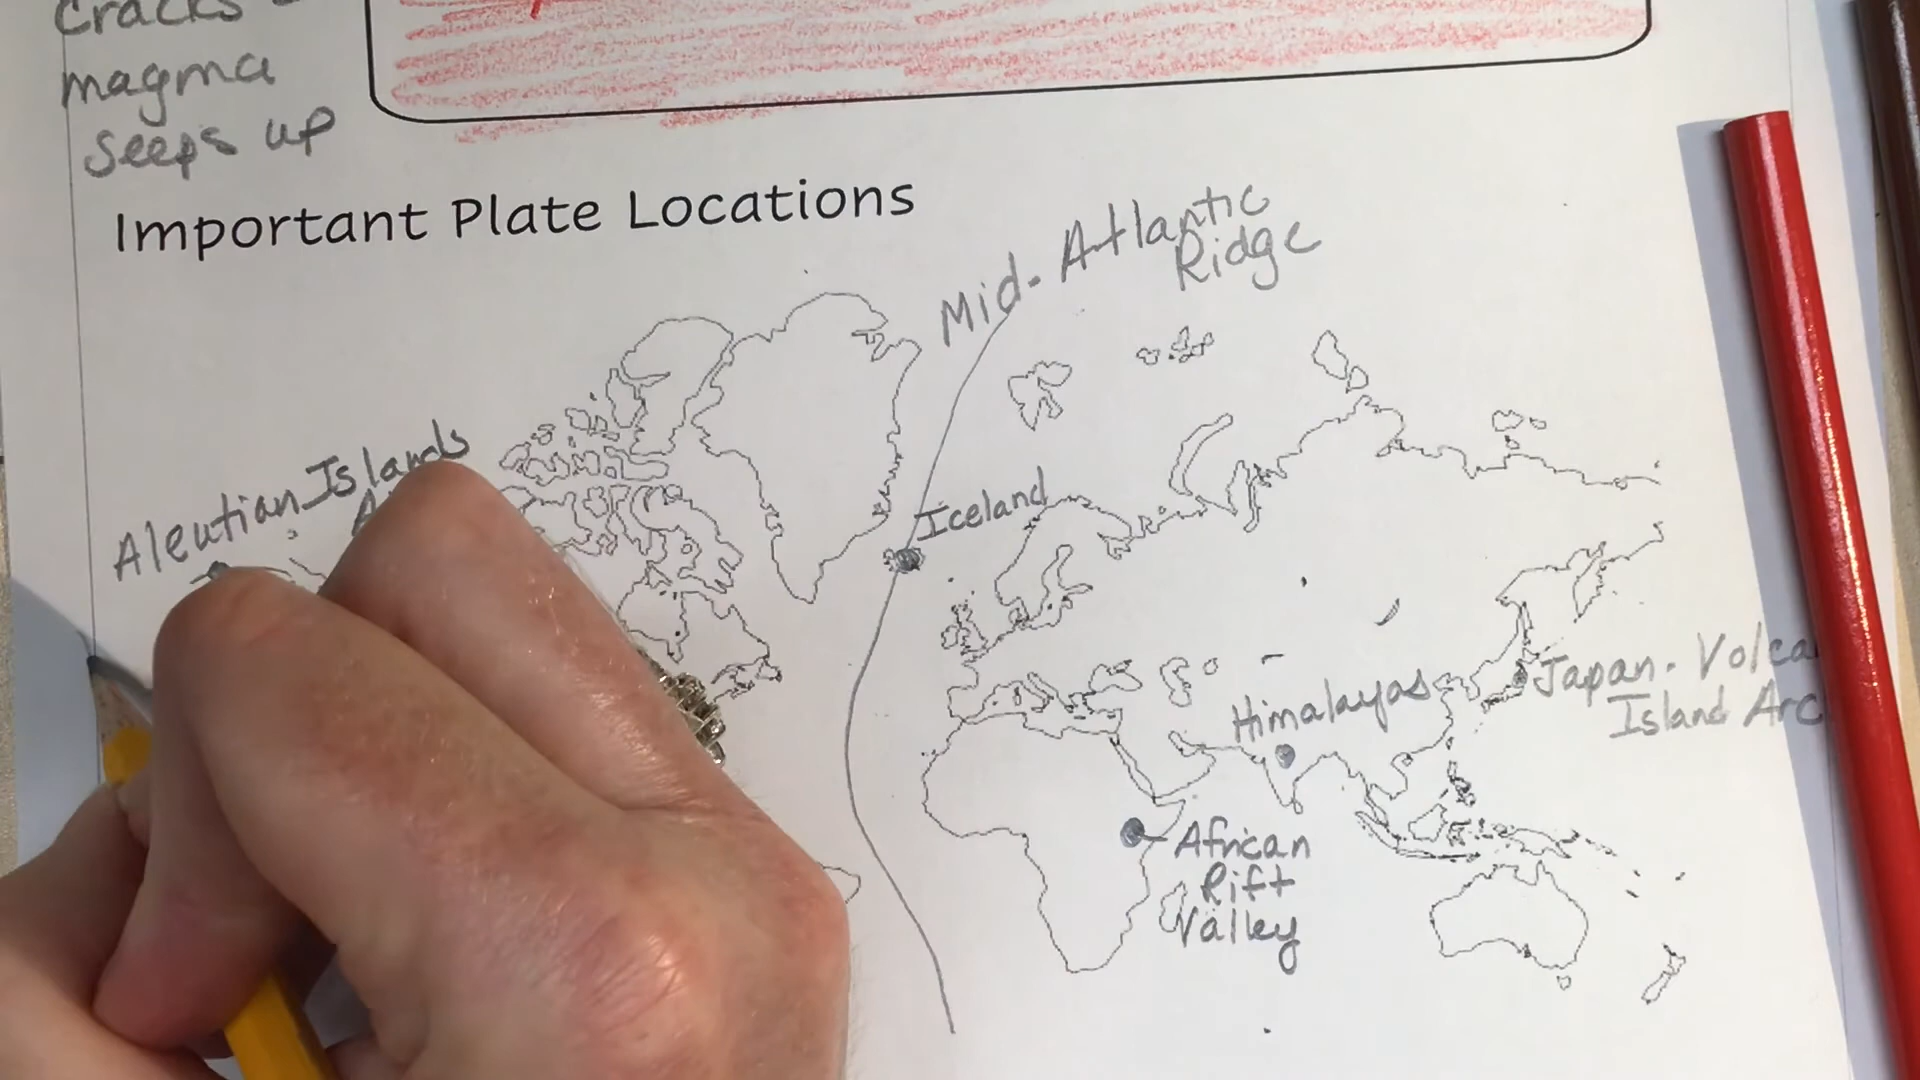 cracks -
magma
seeps up
Important Plate Locations
Mid-Atlantic
Ridge
Aleutian Islands
Iceland
Himalayas
Japan - Volca
Island Arc
African
Rift
Valley